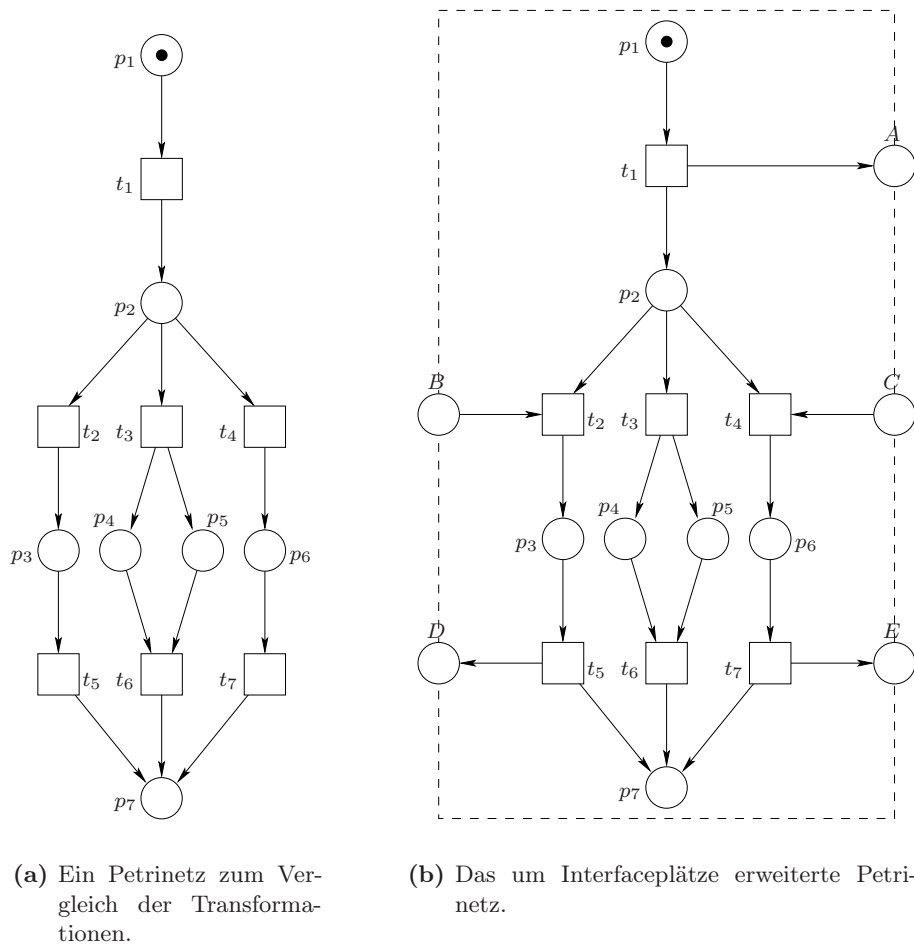 p1
t1
p2
t2
t3
t4
p3
p4
p5
p6
t5
t6
t7
p7
p1
A
t1
p2
B
C
t2
t3
t4
p4
p5
p3
p6
D
E
t5
t6
t7
p7
(a) Ein Petrinetz zum Ver-
gleich der Transforma-
tionen.
(b) Das um Interfaceplätze erweiterte Petri-
netz.